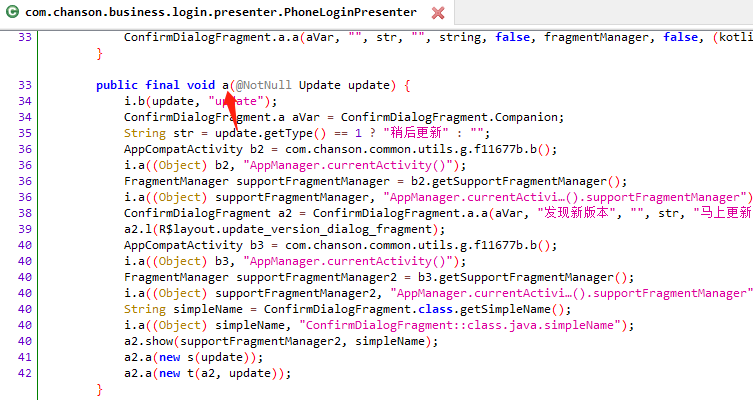 com.chanson.business.login.presenter.PhoneLoginPresenter
33 ConfirmDialogFragment.a.a(aVar, "", str, "", string, false, fragmentManager, false, (kotli
}
33 public final void a(@NotNull Update update) {
34 i.b(update, "update");
34 ConfirmDialogFragment.a aVar = ConfirmDialogFragment.Companion;
35 String str = update.getType() == 1 ? "稍后更新" : "";
36 AppCompatActivity b2 = com.chanson.common.utils.g.f11677b.b();
36 i.a((Object) b2, "AppManager.currentActivity()");
36 FragmentManager supportFragmentManager = b2.getSupportFragmentManager();
36 i.a((Object) supportFragmentManager, "AppManager.currentActivi…().supportFragmentManager")
38 ConfirmDialogFragment a2 = ConfirmDialogFragment.a.a(aVar, "发现新版本", "", str, "马上更新
39 a2.l(R$layout.update_version_dialog_fragment);
40 AppCompatActivity b3 = com.chanson.common.utils.g.f11677b.b();
40 i.a((Object) b3, "AppManager.currentActivity()");
40 FragmentManager supportFragmentManager2 = b3.getSupportFragmentManager();
40 i.a((Object) supportFragmentManager2, "AppManager.currentActivi…().supportFragmentManager"
40 String simpleName = ConfirmDialogFragment.class.getSimpleName();
40 i.a((Object) simpleName, "ConfirmDialogFragment::class.java.simpleName");
40 a2.show(supportFragmentManager2, simpleName);
41 a2.a(new s(update));
42 a2.a(new t(a2, update));
}